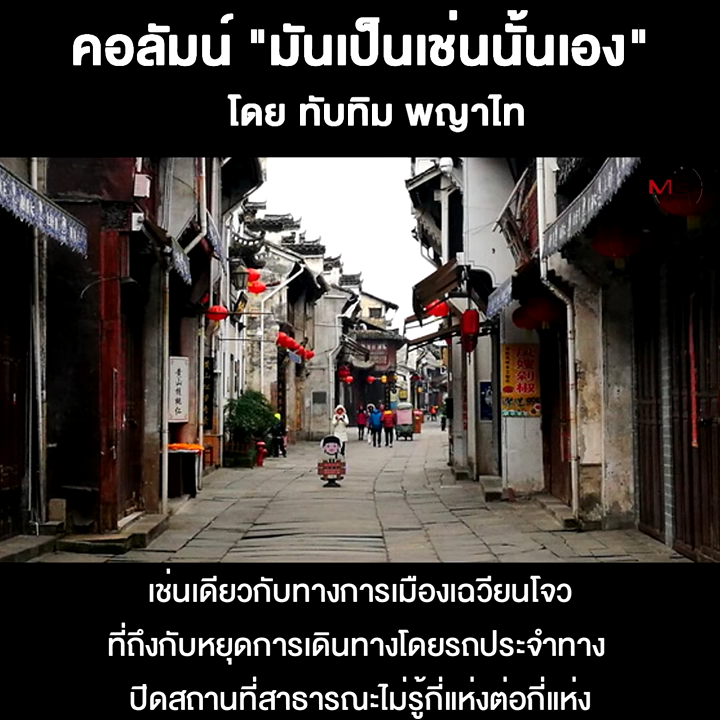 คอลัมน์ "มันเป็นเช่นนั้นเอง"
โดย ทับทิม พญาไท
M
เช่นเดียวกับทางการเมืองเฉวียนโจว
ที่ถึงกับหยุดการเดินทางโดยรถประจำทาง
ปิดสถานที่สาธารณะไม่รู้กี่แห่งต่อกี่แห่ง